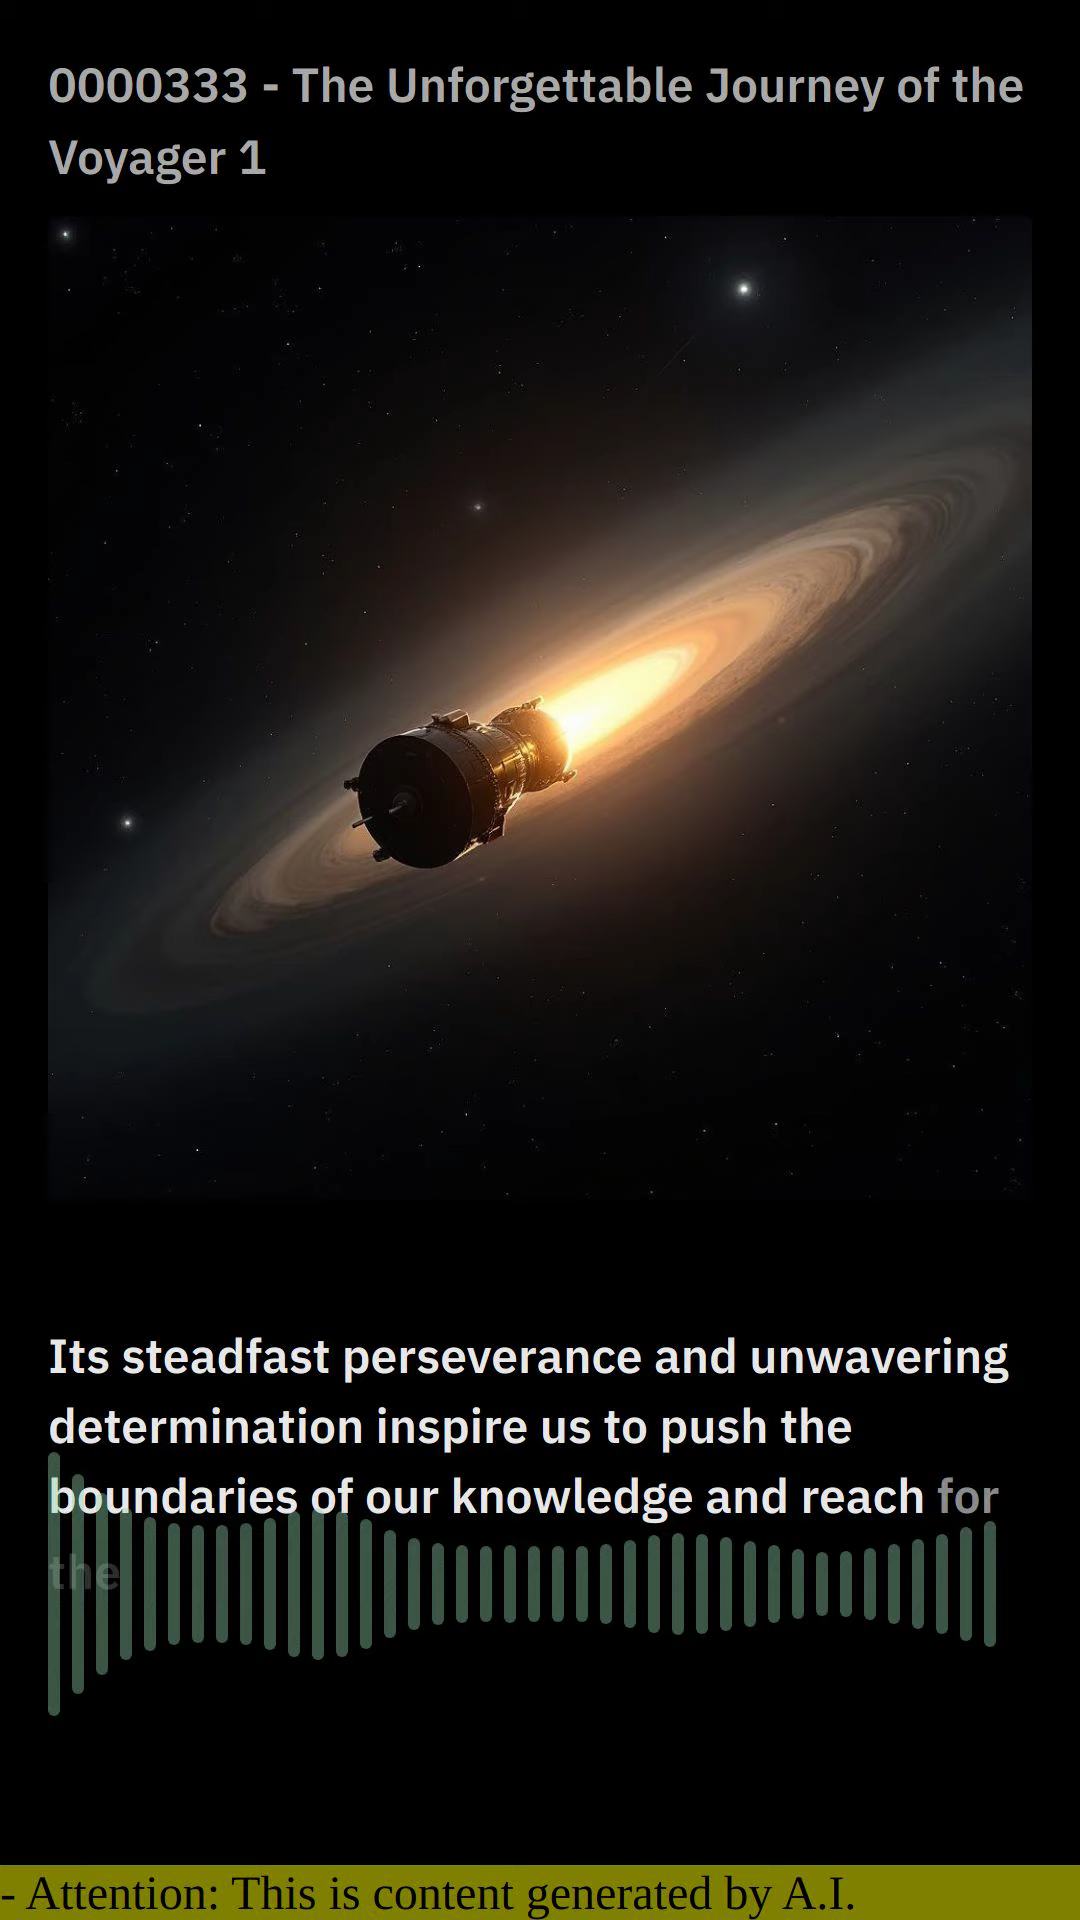 0000333 - The Unforgettable Journey of the
Voyager 1
Its steadfast perseverance and unwavering
determination inspire us to push the
boundaries of our knowledge and reach for
the
- Attention: This is content generated by A.I.